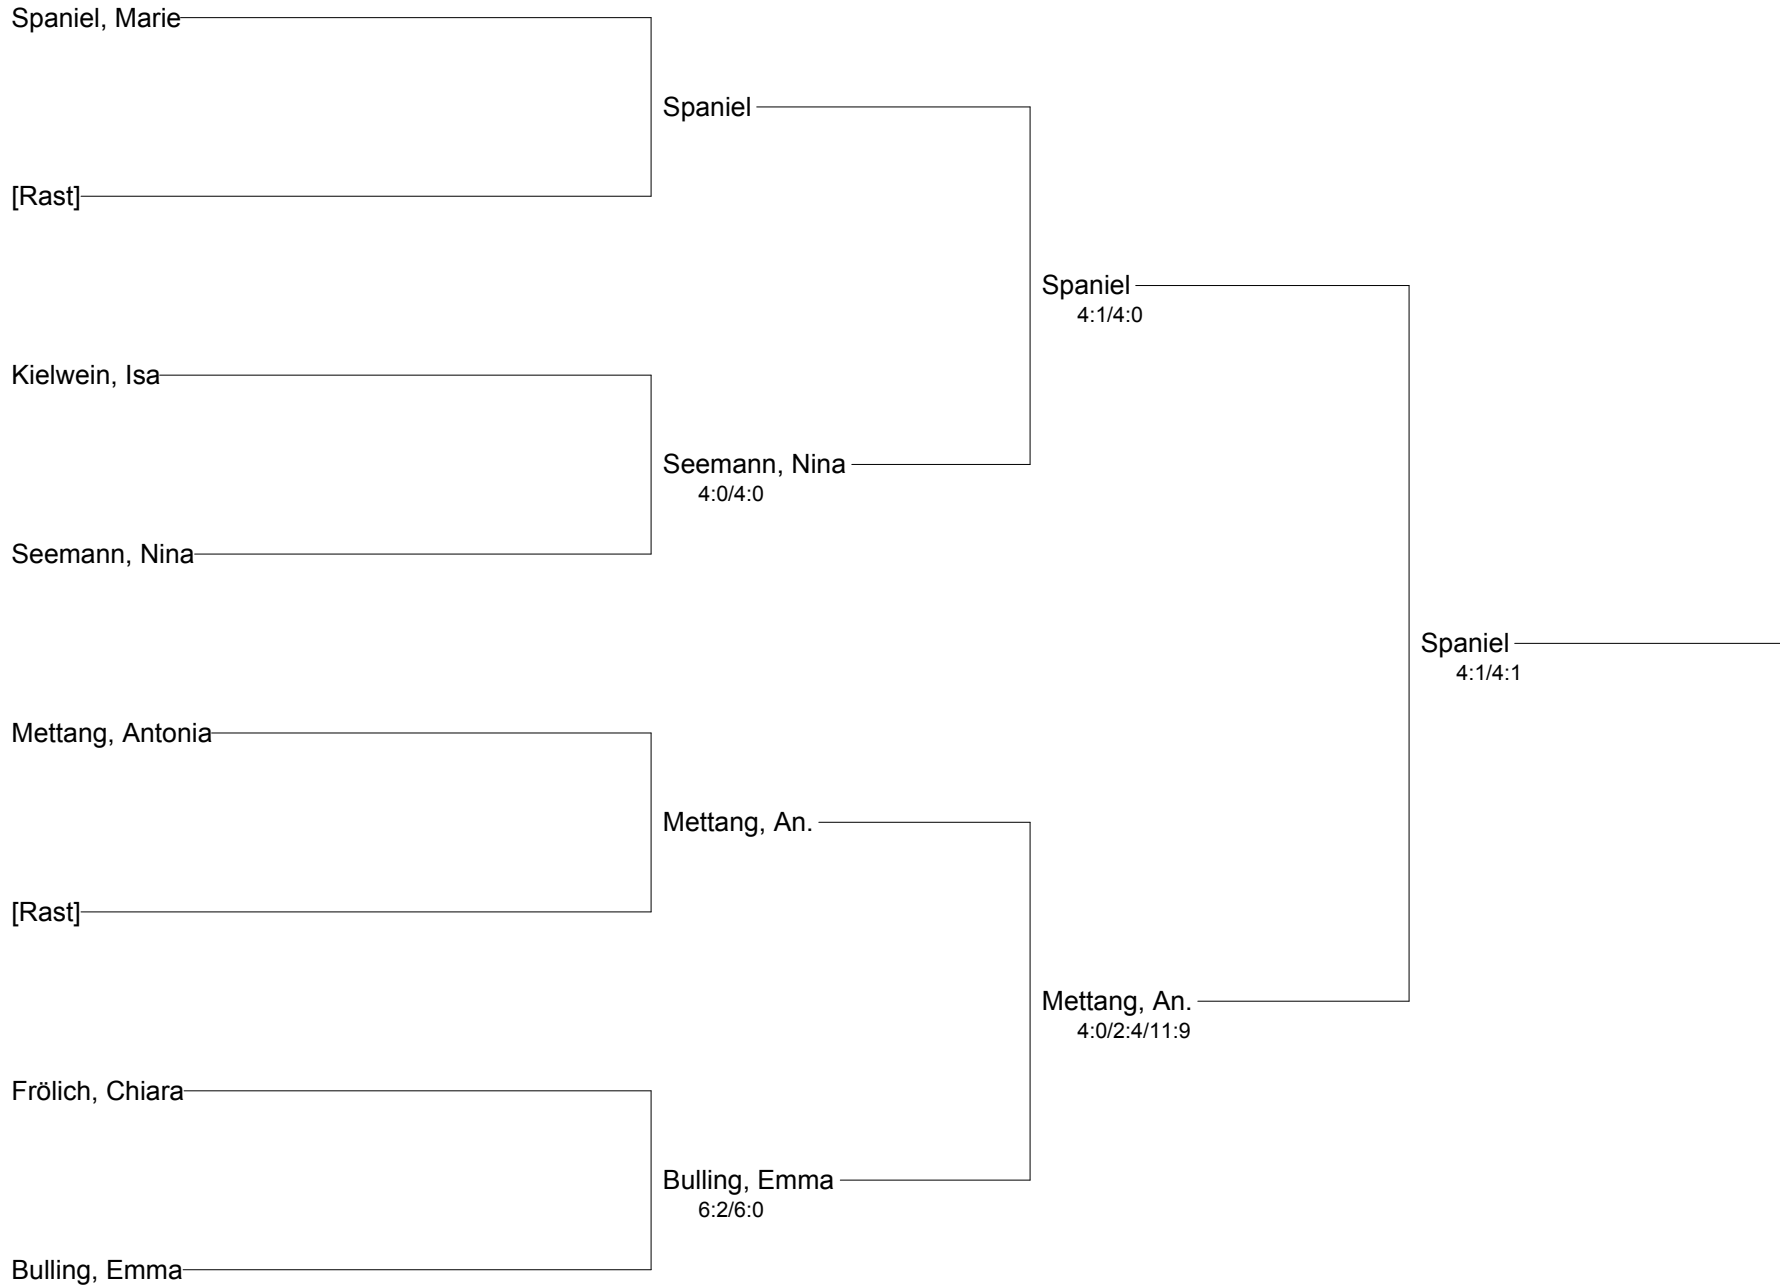 Spaniel, Marie
Spaniel
[Rast]
Spaniel
4:1/4:0
Kielwein, Isa
Seemann, Nina
4:0/4:0
Seemann, Nina
Spaniel
4:1/4:1
Mettang, Antonia
Mettang, An.
[Rast]
Mettang, An.
4:0/2:4/11:9
Frölich, Chiara
Bulling, Emma
6:2/6:0
Bulling, Emma